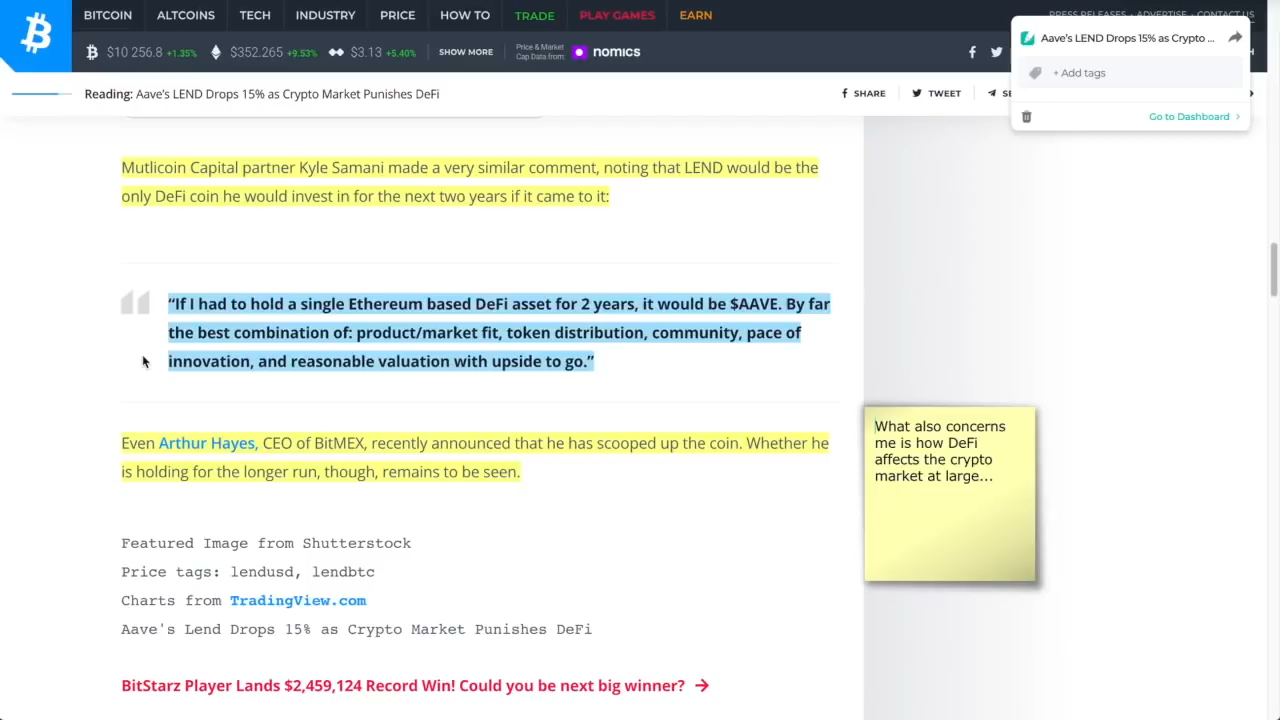 BITCOIN ALTCOINS TECH INDUSTRY PRICE HOW TO TRADE PLAY GAMES EARN
PRESS RELEASES ADVERTISE CONTACT US
$10 256.8 +1.35% $352.265 +9.53% $3.13 +5.40% SHOW MORE
Price & Market
Cap Data from:
nomics
Aave's LEND Drops 15% as Crypto ...
+ Add tags
Go to Dashboard
Reading: Aave's LEND Drops 15% as Crypto Market Punishes DeFi
SHARE TWEET SE
Mutlicoin Capital partner Kyle Samani made a very similar comment, noting that LEND would be the
only DeFi coin he would invest in for the next two years if it came to it:
“If I had to hold a single Ethereum based DeFi asset for 2 years, it would be $AAVE. By far
the best combination of: product/market fit, token distribution, community, pace of
innovation, and reasonable valuation with upside to go.”
Even Arthur Hayes, CEO of BitMEX, recently announced that he has scooped up the coin. Whether he
is holding for the longer run, though, remains to be seen.
What also concerns
me is how DeFi
affects the crypto
market at large...
Featured Image from Shutterstock
Price tags: lendusd, lendbtc
Charts from TradingView.com
Aave's Lend Drops 15% as Crypto Market Punishes DeFi
BitStarz Player Lands $2,459,124 Record Win! Could you be next big winner?